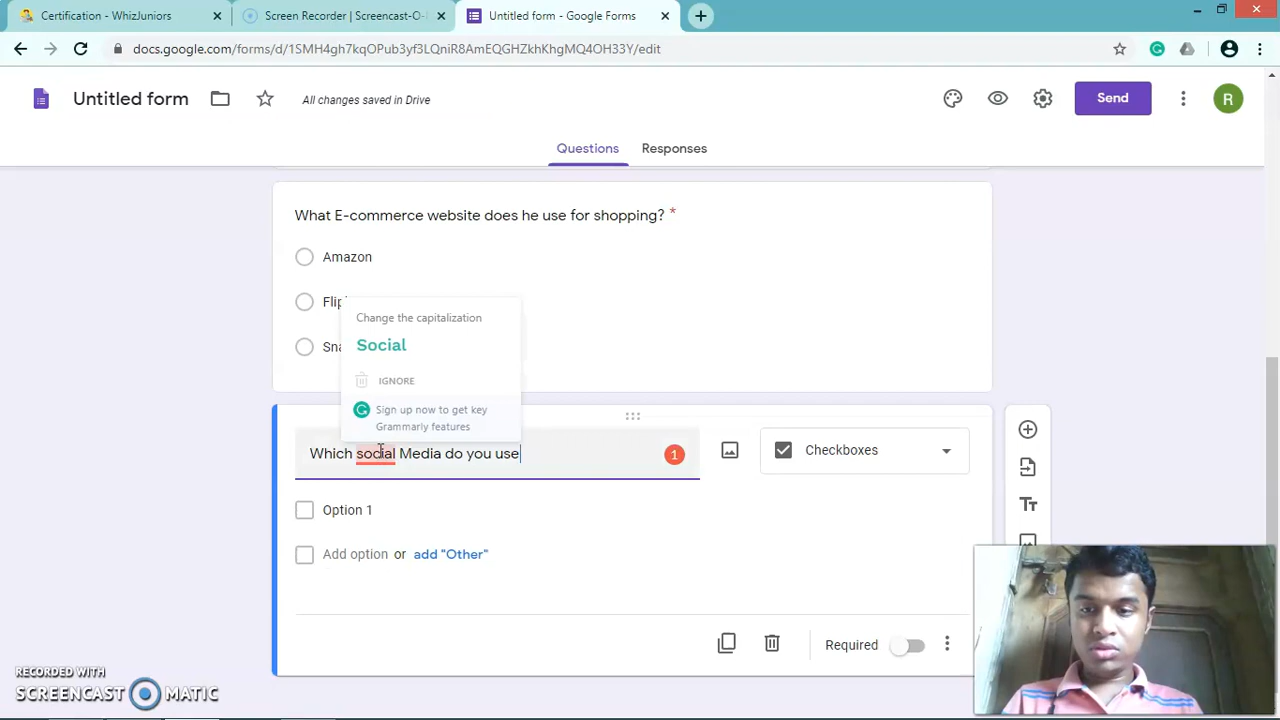 Certification - WhizJuniors
Screen Recorder | Screencast-O-
Untitled form - Google Forms
docs.google.com/forms/d/1SMH4gh7kqOPub3yf3LQniR8AmEQGHZkhKhgMQ4OH33Y/edit
Untitled form
All changes saved in Drive
Send
R
Questions
Responses
What E-commerce website does he use for shopping? *
Amazon
Flip
Sna
Change the capitalization
Social
IGNORE
Sign up now to get key
Grammarly features
Which social Media do you use
1
Checkboxes
Option 1
Add option or add "Other"
Tт
Required
RECORDED WITH
SCREENCAST MATIC